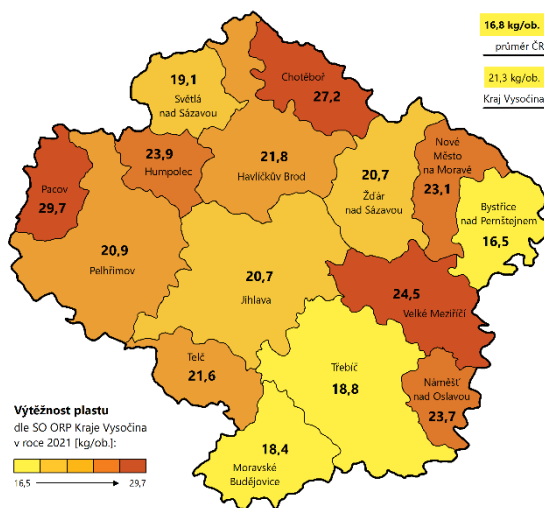 16,8 kg/ob.
průměr ČR
21,3 kg/ob.
Kraj Vysočina
19,1
Světlá
nad Sázavou
Chotěboř
27,2
23,9
Humpolec
21,8
Havlíčkův Brod
20,7
Žďár
nad Sázavou
Nové
Město
na Moravě
23,1
Bystřice
nad Pernštejnem
16,5
Pacov
29,7
20,9
Pelhřimov
20,7
Jihlava
24,5
Velké Meziříčí
Telč
21,6
Třebíč
18,8
Náměšť
nad Oslavou
23,7
18,4
Moravské
Budějovice
Výtěžnost plastu
dle SO ORP Kraje Vysočina
v roce 2021 [kg/ob.]:
16,5 29,7